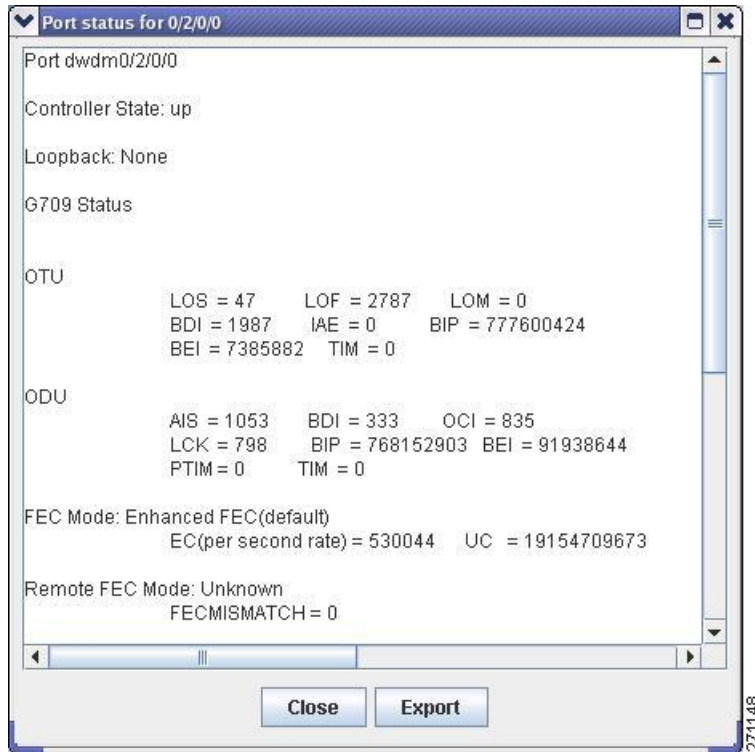 Port status for 0/2/0/0
Port dwdm0/2/0/0
Controller State: up
Loopback: None
G709 Status
OTU
LOS = 47 LOF = 2787 LOM = 0
BDI = 1987 IAE = 0 BIP = 777600424
BEI = 7385882 TIM = 0
ODU
AIS = 1053 BDI = 333 OCI = 835
LCK = 798 BIP = 768152903 BEI = 91938644
PTIM = 0 TIM = 0
FEC Mode: Enhanced FEC(default)
EC(per second rate) = 530044 UC = 19154709673
Remote FEC Mode: Unknown
FECMISMATCH = 0
Close Export
271148